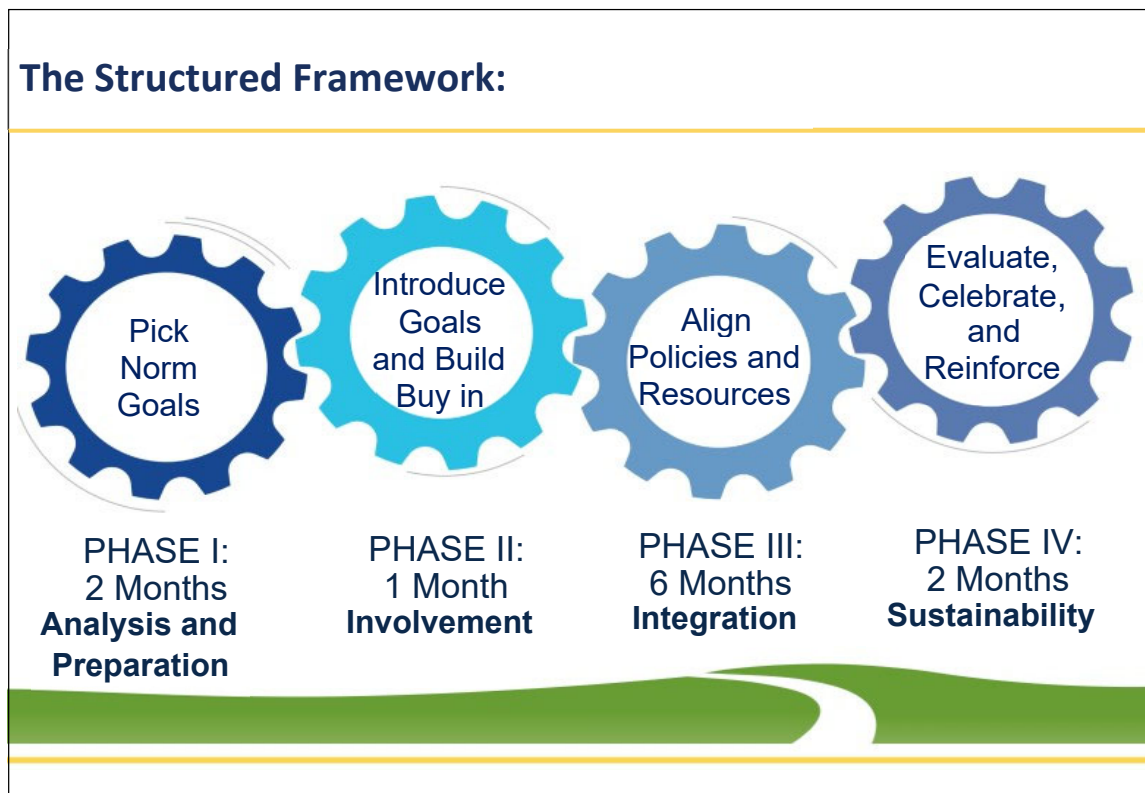 The Structured Framework:
Pick
Norm
Goals
Introduce
Goals
and Build
Buy in
Align
Policies and
Resources
Evaluate,
Celebrate,
and
Reinforce
PHASE I:
2 Months
Analysis and
Preparation
PHASE II:
1 Month
Involvement
PHASE III:
6 Months
Integration
PHASE IV:
2 Months
Sustainability